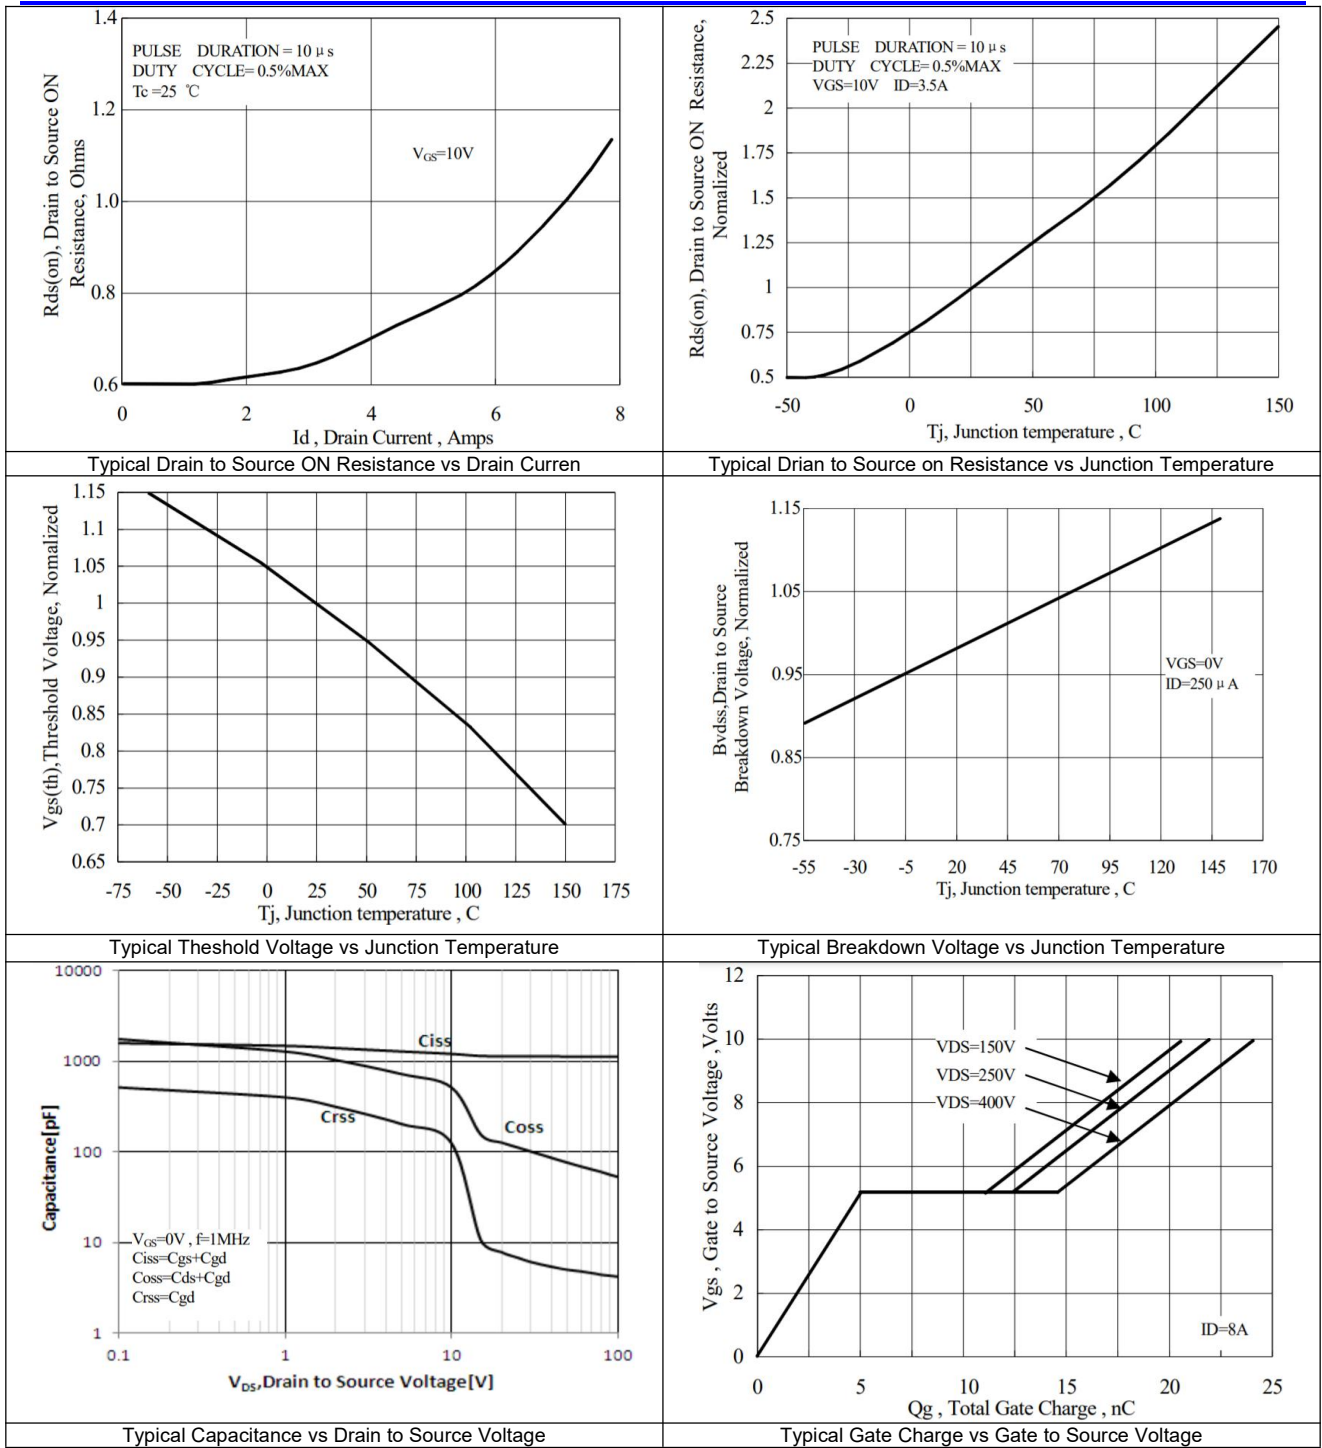 1.4
1.2
1.0
0.8
0.6
Rds(on), Drain to Source ON
Resistance, Ohms
PULSE DURATION = 10 μ s
DUTY CYCLE= 0.5%MAX
Tc =25 ℃
VGS=10V
0 2 4 6 8
Id , Drain Current , Amps
Typical Drain to Source ON Resistance vs Drain Curren
2.5
2.25
2
1.75
1.5
1.25
1
0.75
0.5
Rds(on), Drain to Source ON Resistance,
Nomalized
PULSE DURATION = 10 μ s
DUTY CYCLE= 0.5%MAX
VGS=10V ID=3.5A
-50 0 50 100 150
Tj, Junction temperature , C
Typical Drian to Source on Resistance vs Junction Temperature
1.15
1.1
1.05
1
0.95
0.9
0.85
0.8
0.75
0.7
0.65
Vgs(th),Threshold Voltage, Nomalized
-75 -50 -25 0 25 50 75 100 125 150 175
Tj, Junction temperature , C
Typical Theshold Voltage vs Junction Temperature
1.15
1.05
0.95
0.85
0.75
Bvdss,Drain to Source
Breakdown Voltage, Normalized
VGS=0V
ID=250 μ A
-55 -30 -5 20 45 70 95 120 145 170
Tj, Junction temperature , C
Typical Breakdown Voltage vs Junction Temperature
10000
1000
100
10
1
Capacitance[pF]
Ciss
Crss
Coss
VGS=0V , f=1MHz
Ciss=Cgs+Cgd
Coss=Cds+Cgd
Crss=Cgd
0.1 1 10 100
VDS,Drain to Source Voltage[V]
Typical Capacitance vs Drain to Source Voltage
12
10
8
6
4
2
0
Vgs , Gate to Source Voltage ,Volts
VDS=150V
VDS=250V
VDS=400V
ID=8A
0 5 10 15 20 25
Qg , Total Gate Charge , nC
Typical Gate Charge vs Gate to Source Voltage